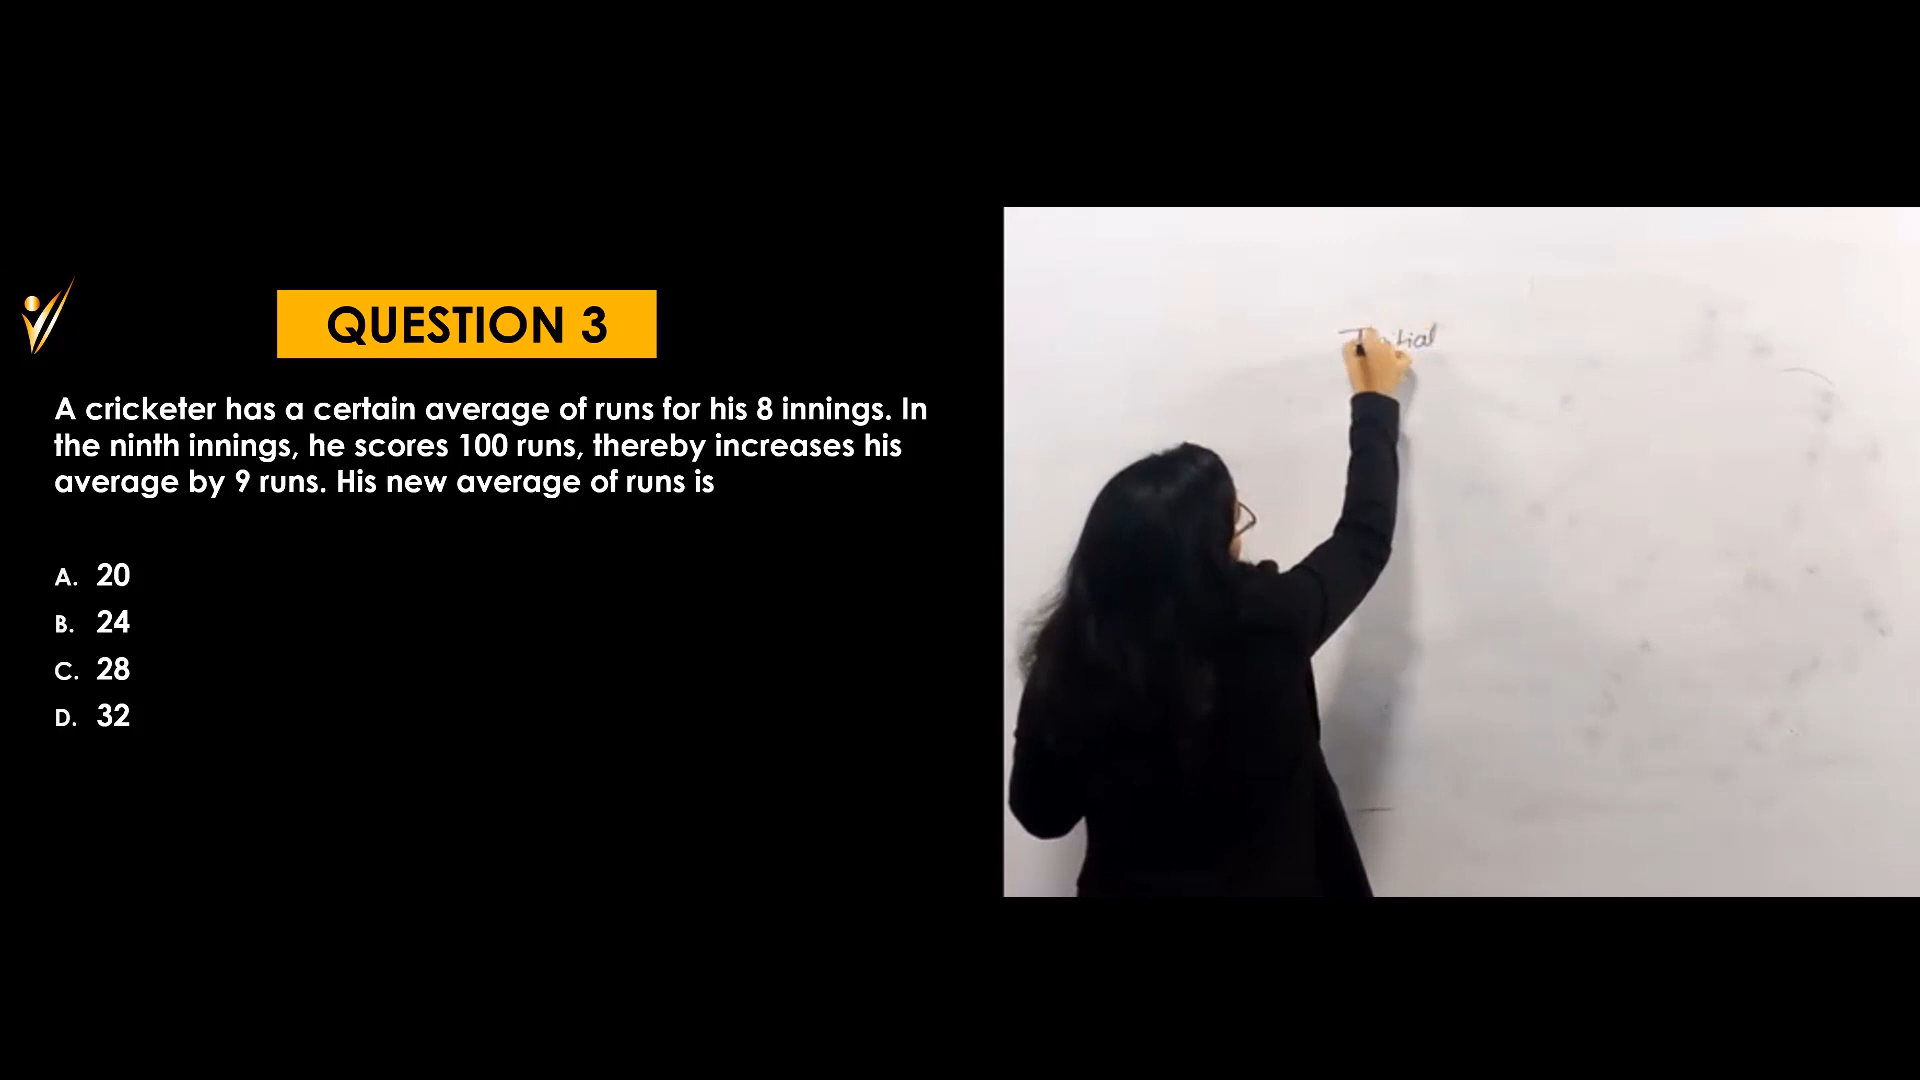 QUESTION 3
A cricketer has a certain average of runs for his 8 innings. In
the ninth innings, he scores 100 runs, thereby increases his
average by 9 runs. His new average of runs is
A. 20
B. 24
C. 28
D. 32